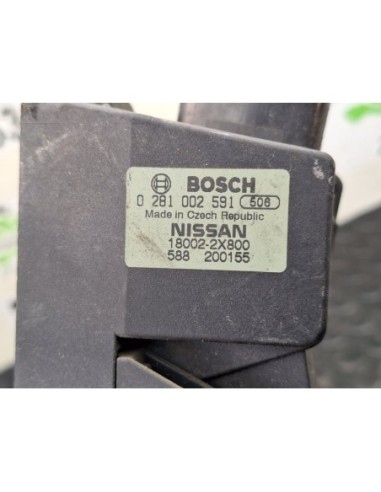 BOSCH
0 281 002 591 506
Made in Czech Republic
NISSAN
18002-2X800
588 200155